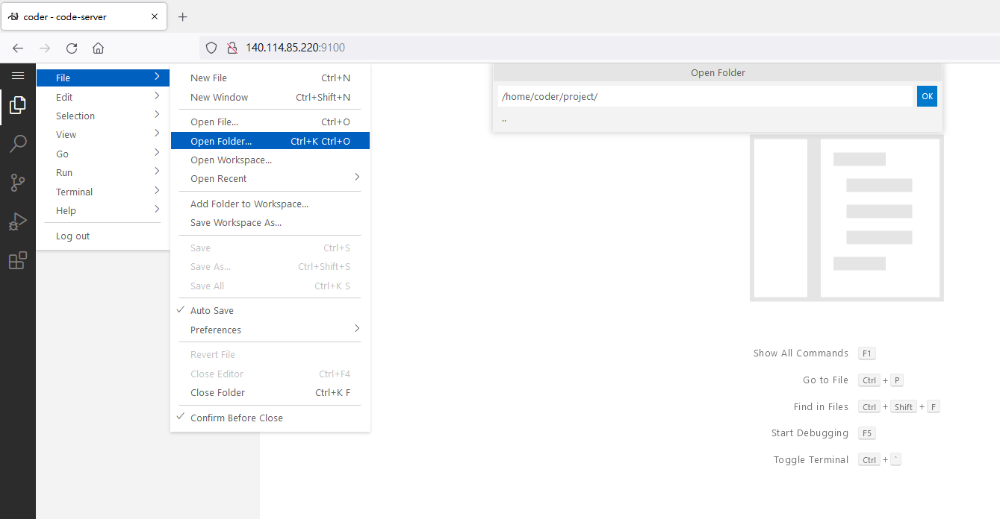 coder - code-server
140.114.85.220:9100
File
Edit
Selection
View
Go
Run
Terminal
Help
Log out
New File Ctrl+N
New Window Ctrl+Shift+N
Open File... Ctrl+O
Open Folder... Ctrl+K Ctrl+O
Open Workspace...
Open Recent
Add Folder to Workspace...
Save Workspace As...
Save Ctrl+S
Save As... Ctrl+Shift+S
Save All Ctrl+K S
Auto Save
Preferences
Revert File
Close Editor Ctrl+F4
Close Folder Ctrl+K F
Confirm Before Close
Open Folder
/home/coder/project/ OK
..
Show All Commands F1
Go to File Ctrl + P
Find in Files Ctrl + Shift + F
Start Debugging F5
Toggle Terminal Ctrl + `